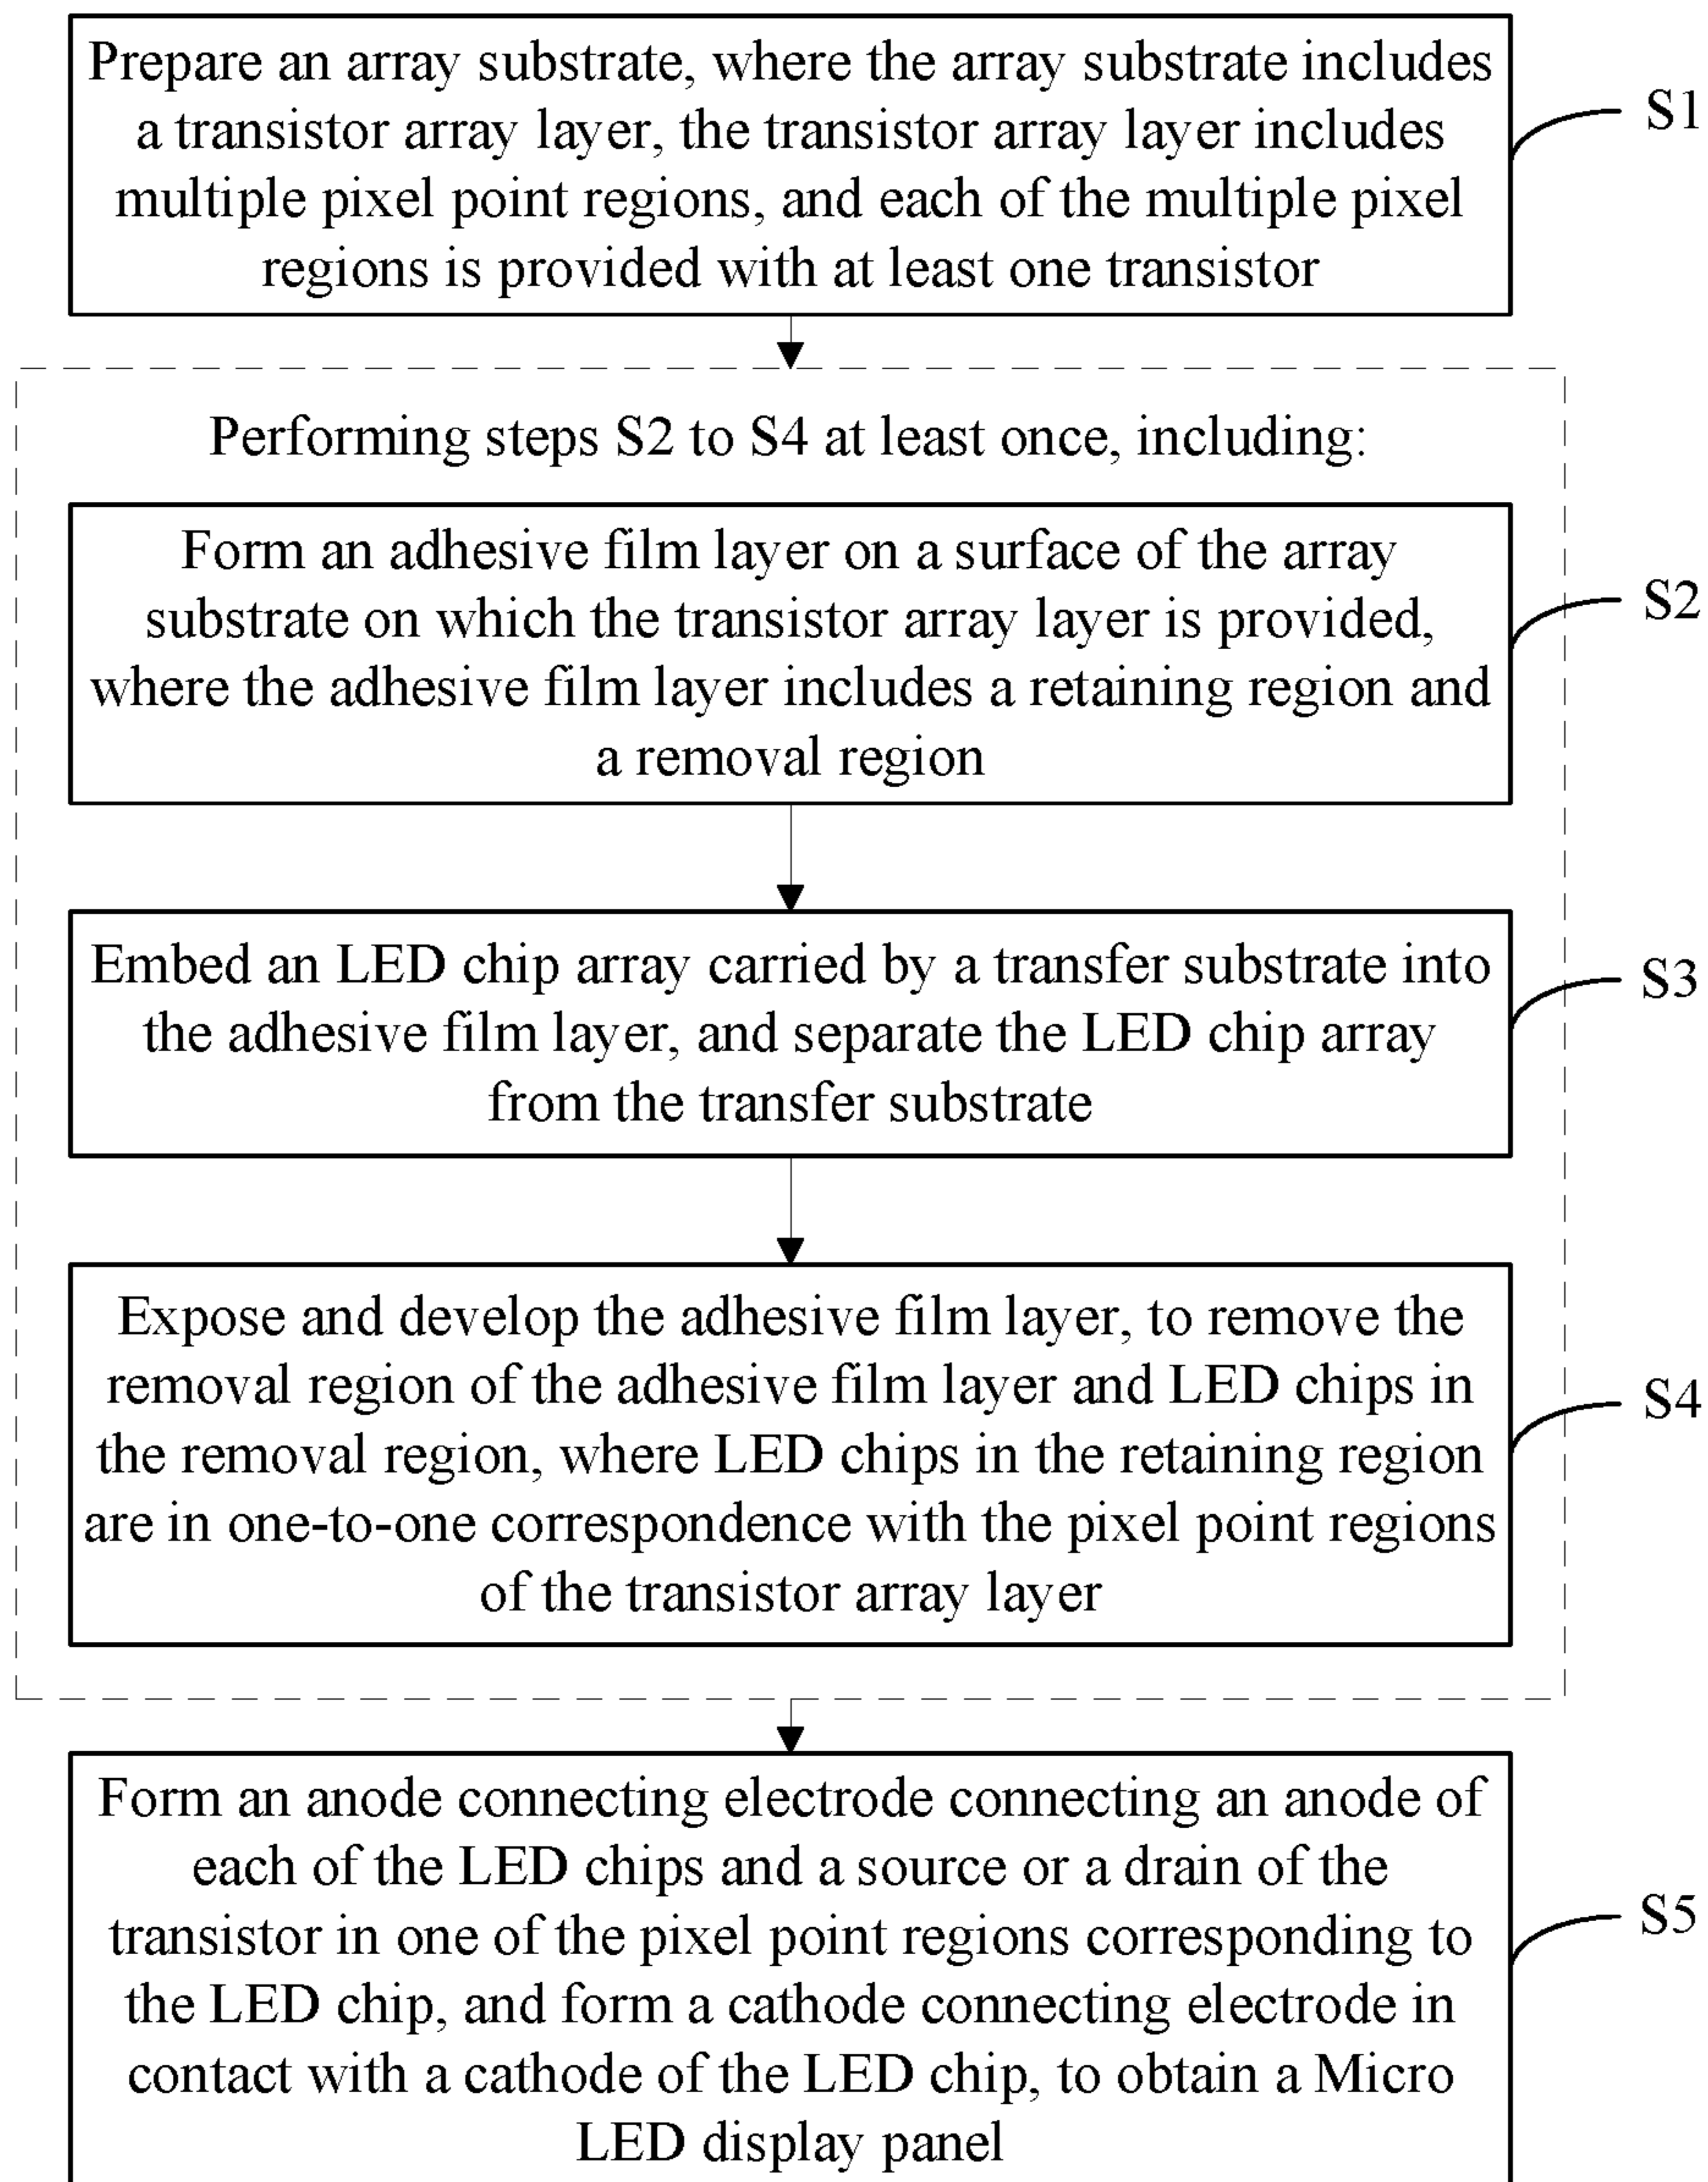 Prepare an array substrate, where the array substrate includes
a transistor array layer, the transistor array layer includes
multiple pixel point regions, and each of the multiple pixel
regions is provided with at least one transistor
S1
Performing steps S2 to S4 at least once, including:
Form an adhesive film layer on a surface of the array
substrate on which the transistor array layer is provided,
where the adhesive film layer includes a retaining region and
a removal region
S2
Embed an LED chip array carried by a transfer substrate into
the adhesive film layer, and separate the LED chip array
from the transfer substrate
S3
Expose and develop the adhesive film layer, to remove the
removal region of the adhesive film layer and LED chips in
the removal region, where LED chips in the retaining region
are in one-to-one correspondence with the pixel point regions
of the transistor array layer
S4
Form an anode connecting electrode connecting an anode of
each of the LED chips and a source or a drain of the
transistor in one of the pixel point regions corresponding to
the LED chip, and form a cathode connecting electrode in
contact with a cathode of the LED chip, to obtain a Micro
LED display panel
S5